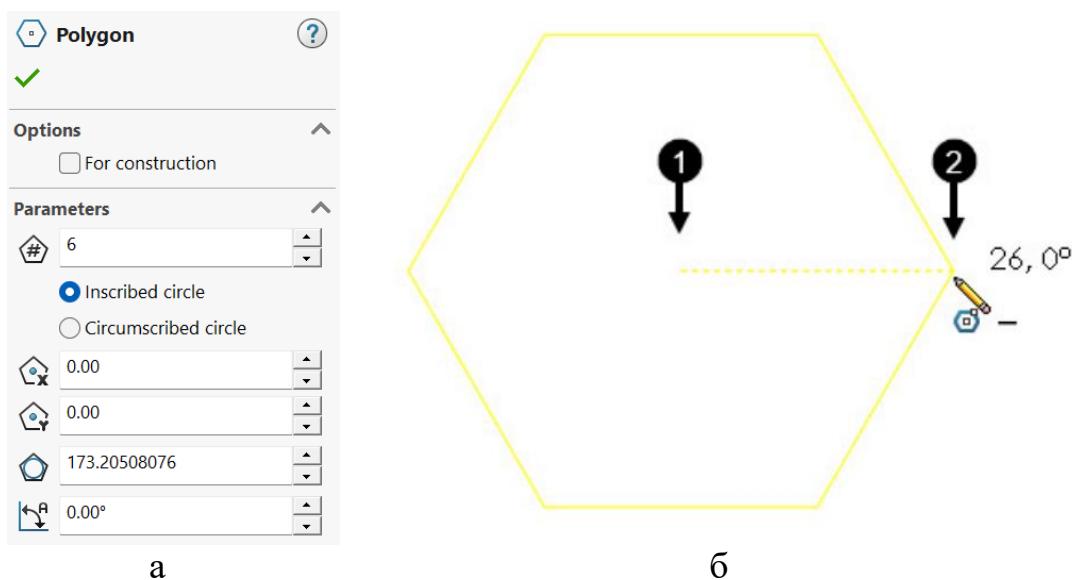 Polygon
?
Options
For construction
Parameters
#
6
Inscribed circle
Circumscribed circle
X
0.00
Y
0.00
173.20508076
A
0.00°
1
2
26, 0°
а
б